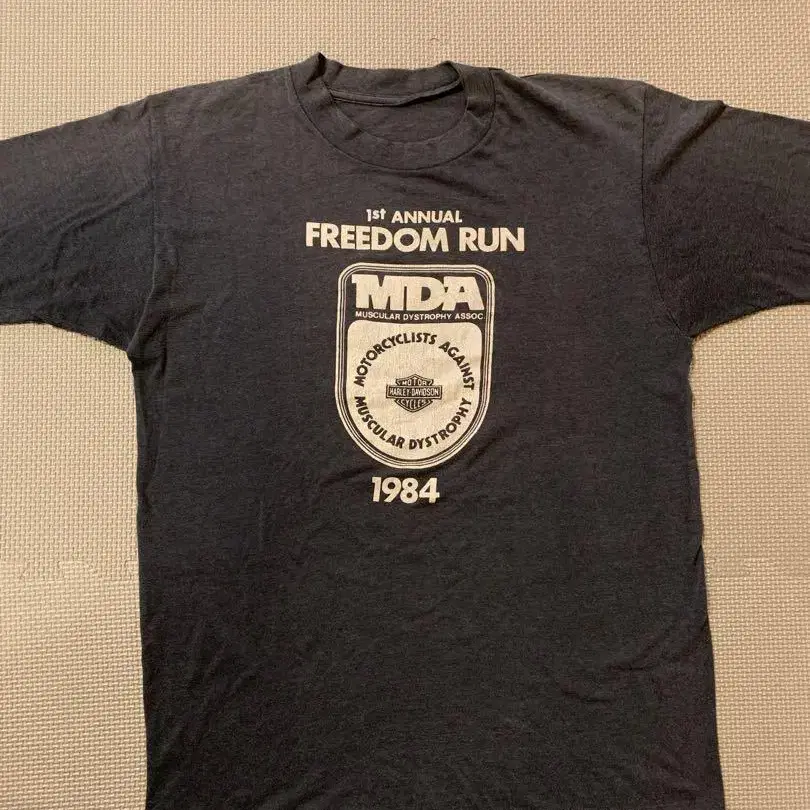 1st ANNUAL
FREEDOM RUN
MDA
MUSCULAR DYSTROPHY ASSOC.
MOTORCYCLISTS AGAINST
MUSCULAR DYSTROPHY
MOTOR
HARLEY-DAVIDSON
CYCLES
1984